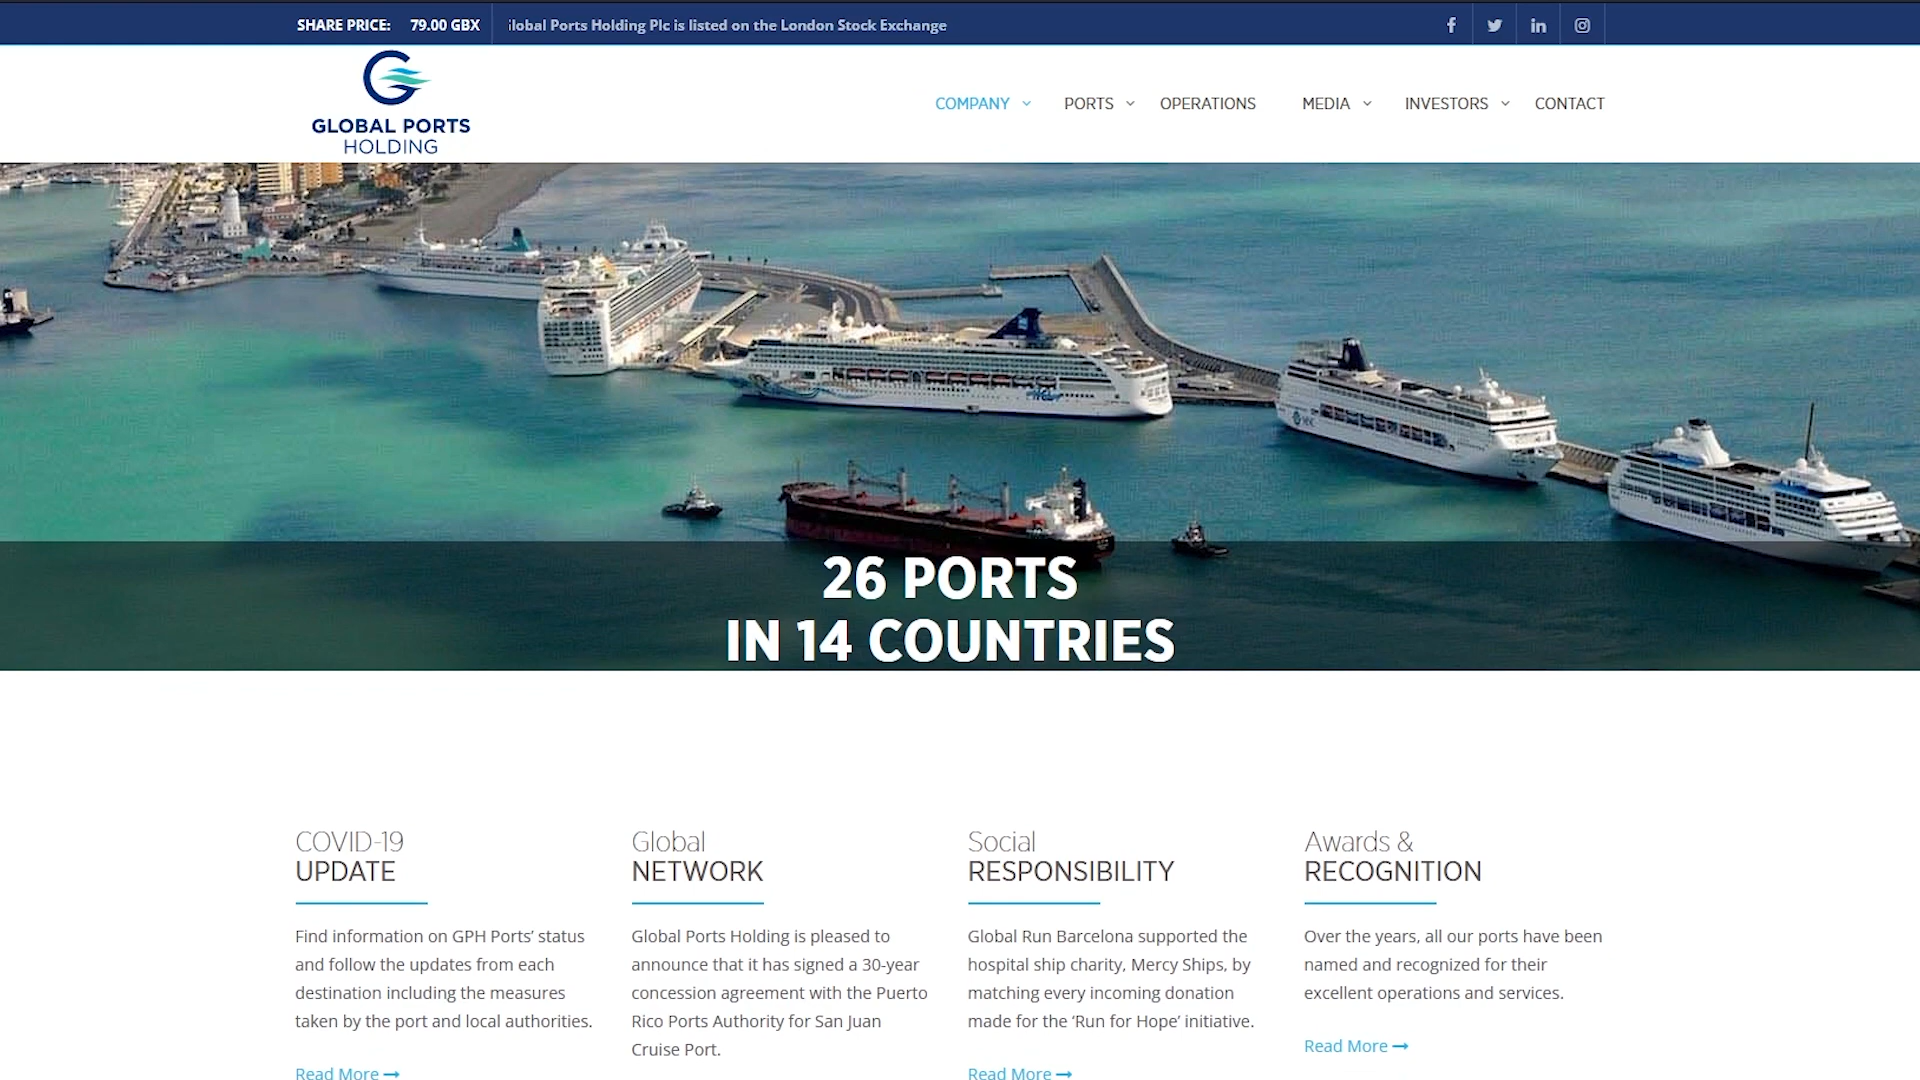 SHARE PRICE: 79.00 GBX
lobal Ports Holding Plc is listed on the London Stock Exchange
GLOBAL PORTS
HOLDING
COMPANY PORTS OPERATIONS MEDIA INVESTORS CONTACT
26 PORTS
IN 14 COUNTRIES
COVID-19
UPDATE
Find information on GPH Ports’ status
and follow the updates from each
destination including the measures
taken by the port and local authorities.
Read More
Global
NETWORK
Global Ports Holding is pleased to
announce that it has signed a 30-year
concession agreement with the Puerto
Rico Ports Authority for San Juan
Cruise Port.
Social
RESPONSIBILITY
Global Run Barcelona supported the
hospital ship charity, Mercy Ships, by
matching every incoming donation
made for the ‘Run for Hope’ initiative.
Read More
Awards &
RECOGNITION
Over the years, all our ports have been
named and recognized for their
excellent operations and services.
Read More